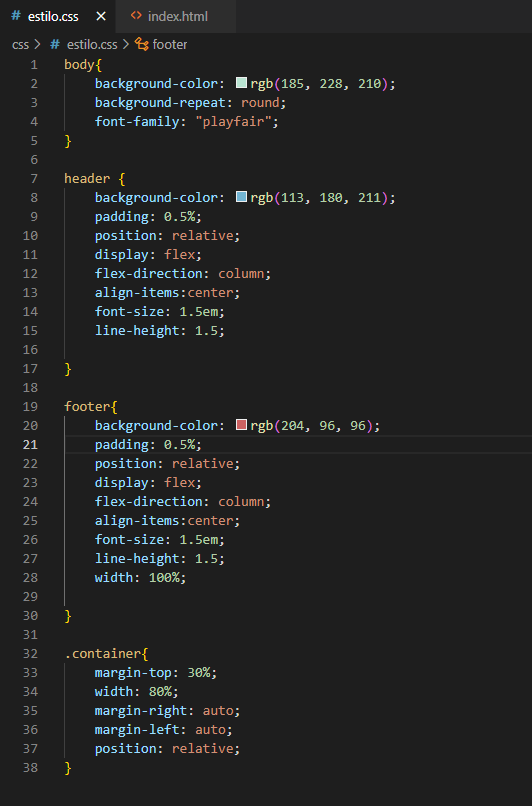 # estilo.css × <> index.html
css > # estilo.css > footer
1 body{
2 background-color: rgb(185, 228, 210);
3 background-repeat: round;
4 font-family: "playfair";
5 }
6
7 header {
8 background-color: rgb(113, 180, 211);
9 padding: 0.5%;
10 position: relative;
11 display: flex;
12 flex-direction: column;
13 align-items:center;
14 font-size: 1.5em;
15 line-height: 1.5;
16
17 }
18
19 footer{
20 background-color: rgb(204, 96, 96);
21 padding: 0.5%;
22 position: relative;
23 display: flex;
24 flex-direction: column;
25 align-items:center;
26 font-size: 1.5em;
27 line-height: 1.5;
28 width: 100%;
29
30 }
31
32 .container{
33 margin-top: 30%;
34 width: 80%;
35 margin-right: auto;
36 margin-left: auto;
37 position: relative;
38 }